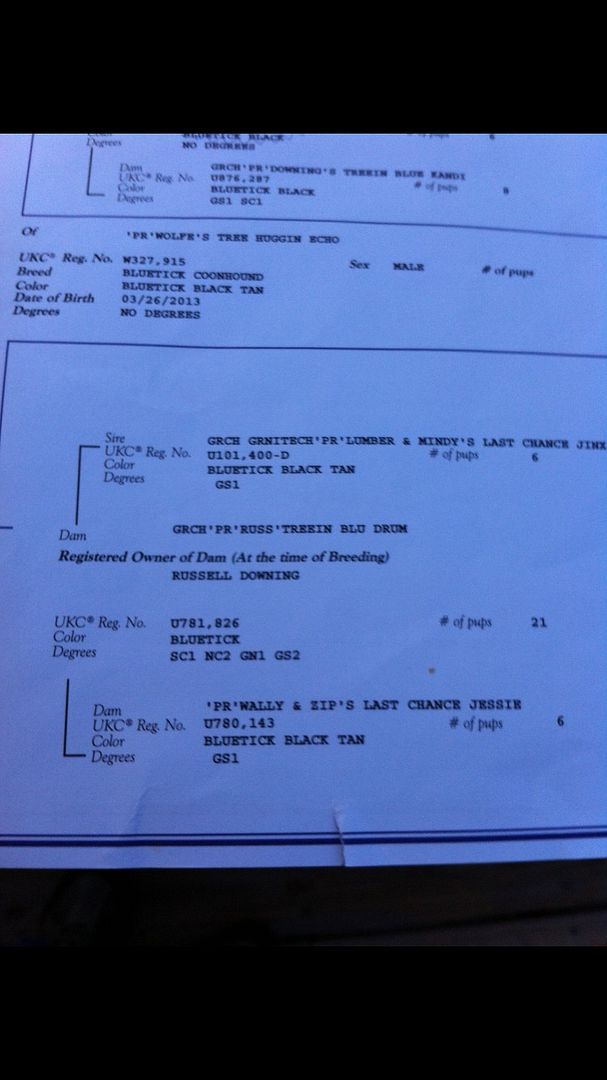 Color BLUETICK BLACK # of pups 6
Degrees NO DEGREES
Dam GRCH'PR'DOWNING'S TREEIN BLUE KANDI
UKC® Reg. No. U876,287 # of pups 8
Color BLUETICK BLACK
Degrees GS1 SC1
Of 'PR'WOLFE'S TREE HUGGIN ECHO
UKC® Reg. No. W327,915 Sex MALE # of pups
Breed BLUETICK COONHOUND
Color BLUETICK BLACK TAN
Date of Birth 03/26/2013
Degrees NO DEGREES
Sire GRCH GRNITECH'PR'LUMBER & MINDY'S LAST CHANCE JINX
UKC® Reg. No. U101,400-D # of pups 6
Color BLUETICK BLACK TAN
Degrees GS1
Dam GRCH'PR'RUSS'TREEIN BLU DRUM
Registered Owner of Dam (At the time of Breeding)
RUSSELL DOWNING
UKC® Reg. No. U781,826 # of pups 21
Color BLUETICK
Degrees SC1 NC2 GN1 GS2
Dam 'PR'WALLY & ZIP'S LAST CHANCE JESSIE
UKC® Reg. No. U780,143 # of pups 6
Color BLUETICK BLACK TAN
Degrees GS1